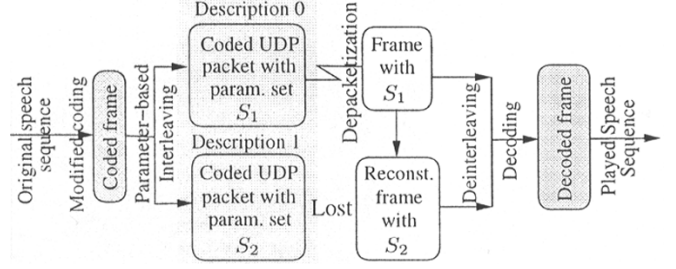 Original speech
sequence
Modified coding
Coded frame
Parameter-based
Interleaving
Description 0
Coded UDP
packet with
param. set
S1
Description 1
Coded UDP
packet with
param. set
S2
Lost
Depacketization
Frame
with
S1
Reconst.
frame
with
S2
Deinterleaving
Decoding
Decoded frame
Played Speech
Sequence